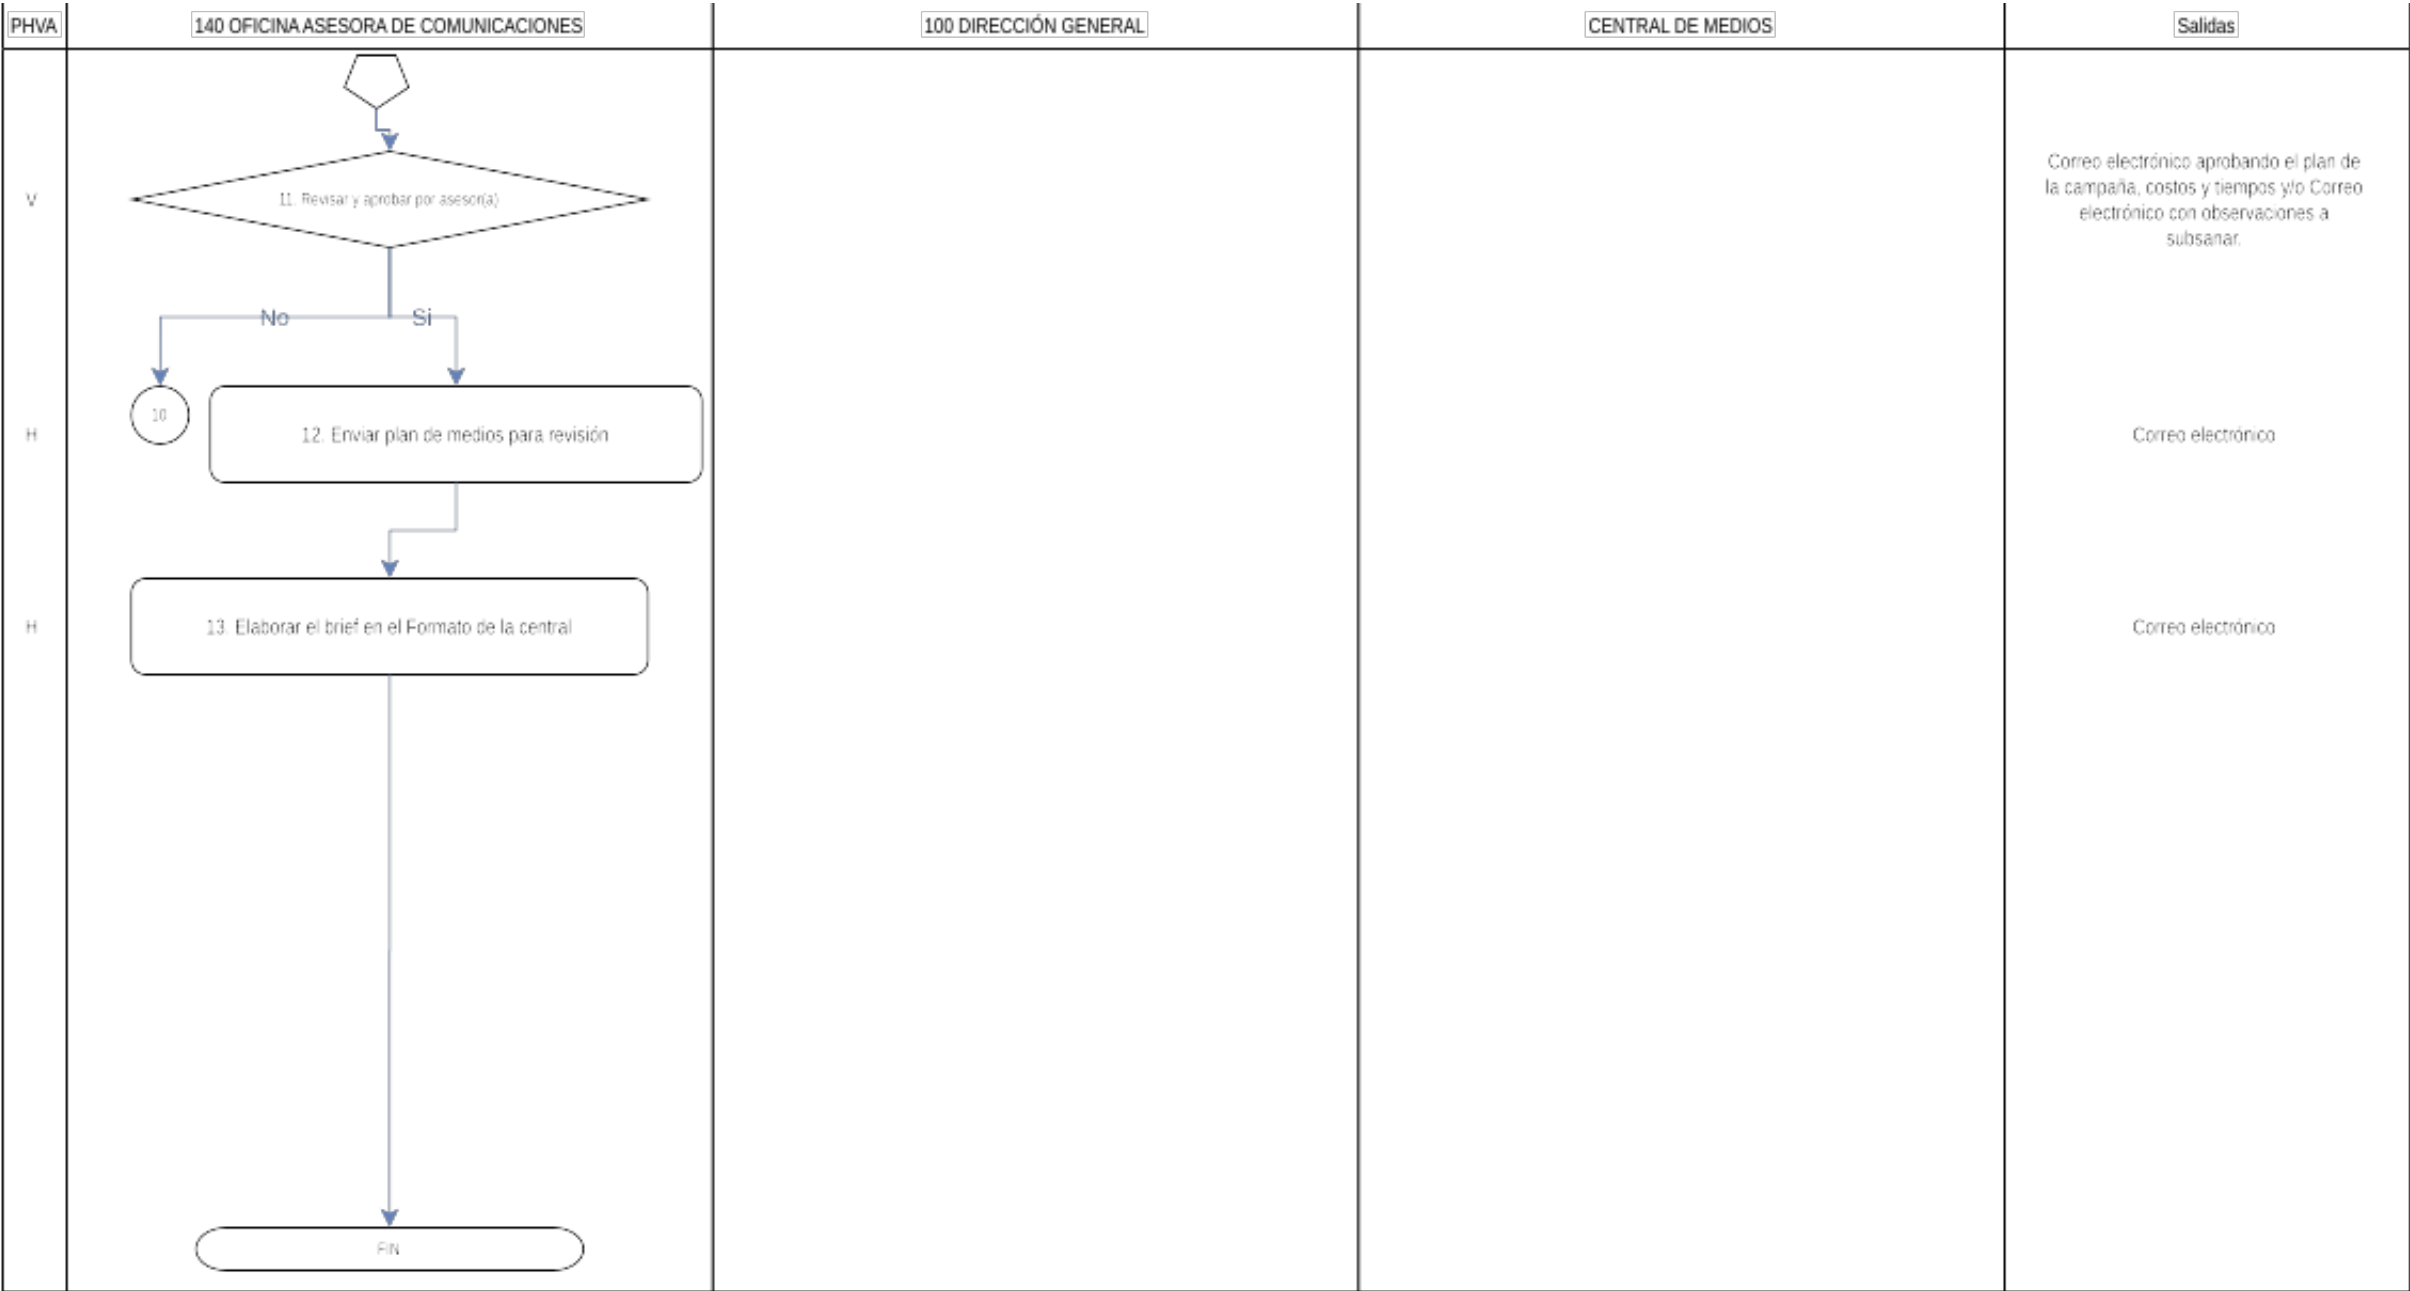 PHVA
140 OFICINA ASESORA DE COMUNICACIONES
100 DIRECCIÓN GENERAL
CENTRAL DE MEDIOS
Salidas
V
11. Revisar y aprobar por asesor(a)
Correo electrónico aprobando el plan de
la campaña, costos y tiempos y/o Correo
electrónico con observaciones a
subsanar.
No
Si
H
10
12. Enviar plan de medios para revisión
Correo electrónico
H
13. Elaborar el brief en el Formato de la central
Correo electrónico
FIN